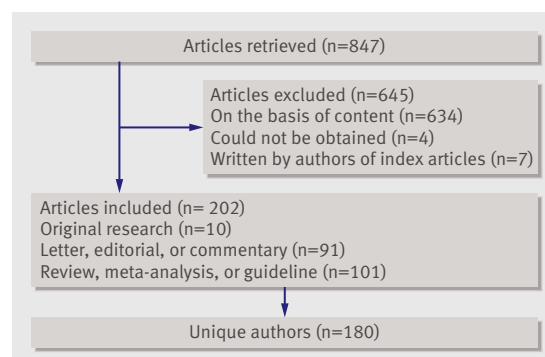 Articles retrieved (n=847)
Articles excluded (n=645)
On the basis of content (n=634)
Could not be obtained (n=4)
Written by authors of index articles (n=7)
Articles included (n= 202)
Original research (n=10)
Letter, editorial, or commentary (n=91)
Review, meta-analysis, or guideline (n=101)
Unique authors (n=180)